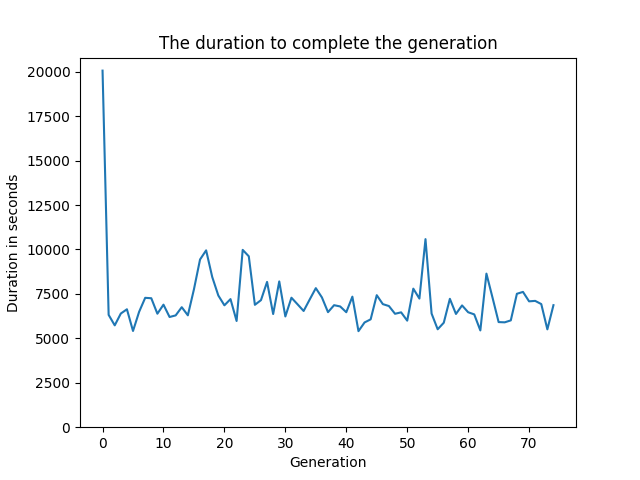 The duration to complete the generation
20000
17500
15000
12500
10000
7500
5000
2500
0
Duration in seconds
0 10 20 30 40 50 60 70
Generation